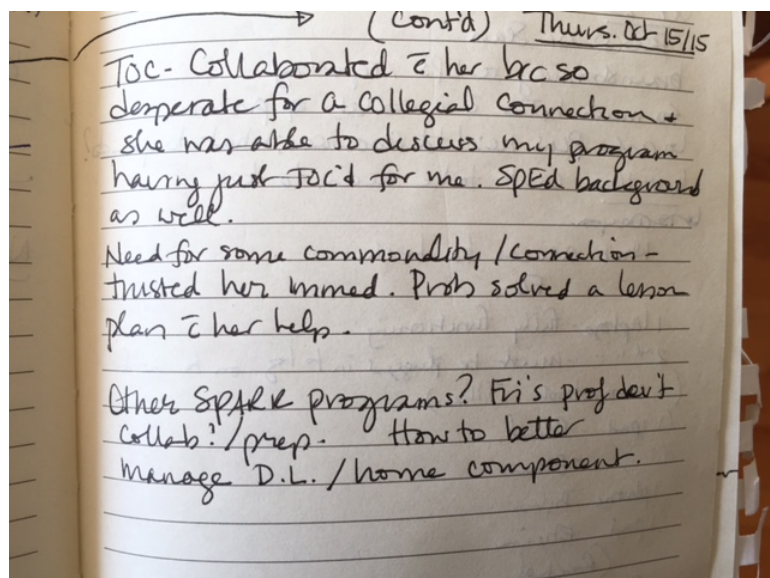 (Cont'd) Thurs. Oct 15/15
TOC - Collaborated c̄ her b/c so
desperate for a collegial connection +
she was able to discuss my program
having just TOC'd for me. SpEd background
as well.
Need for some commonality / connection -
trusted her immed. Prob solved a lesson
plan c̄ her help.
Other SPARK programs? Fri's prof dev't
collab?/prep. How to better
manage D.L./home component.